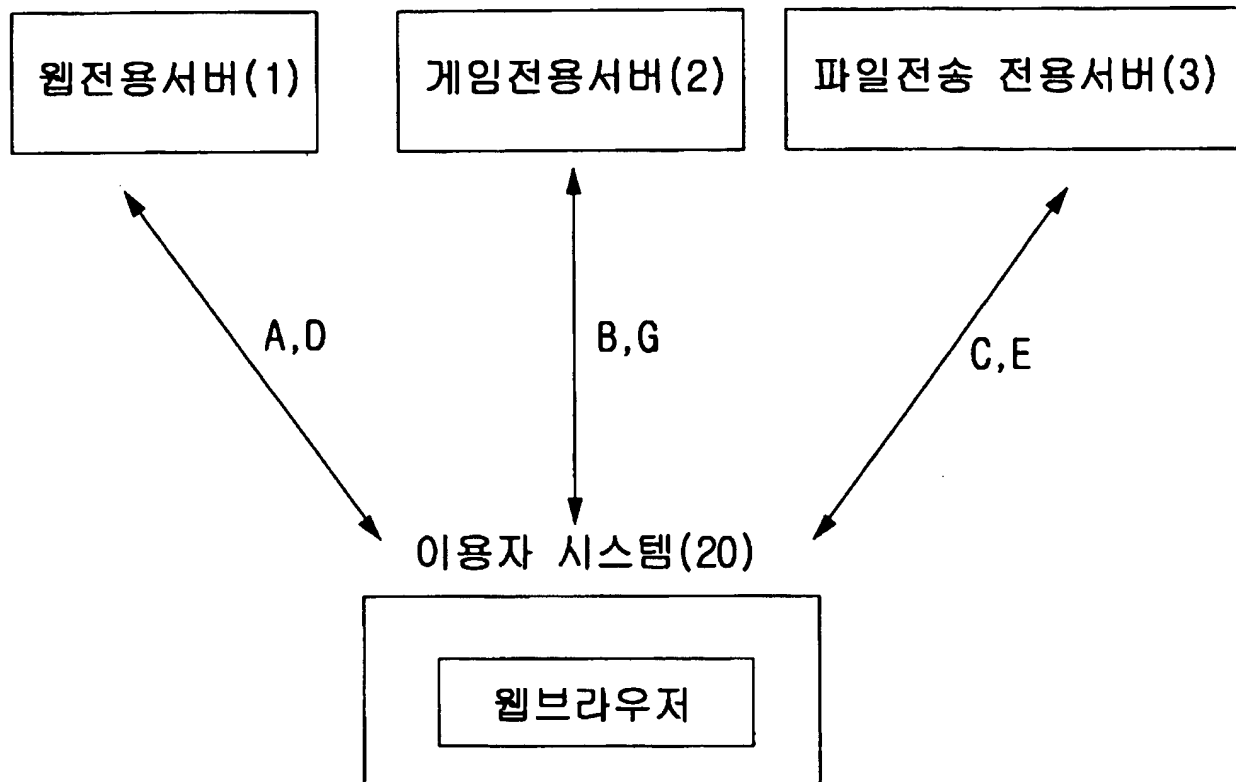 웹전용서버(1)
게임전용서버(2)
파일전송 전용서버(3)
A,D
B,G
C,E
이용자 시스템(20)
웹브라우저